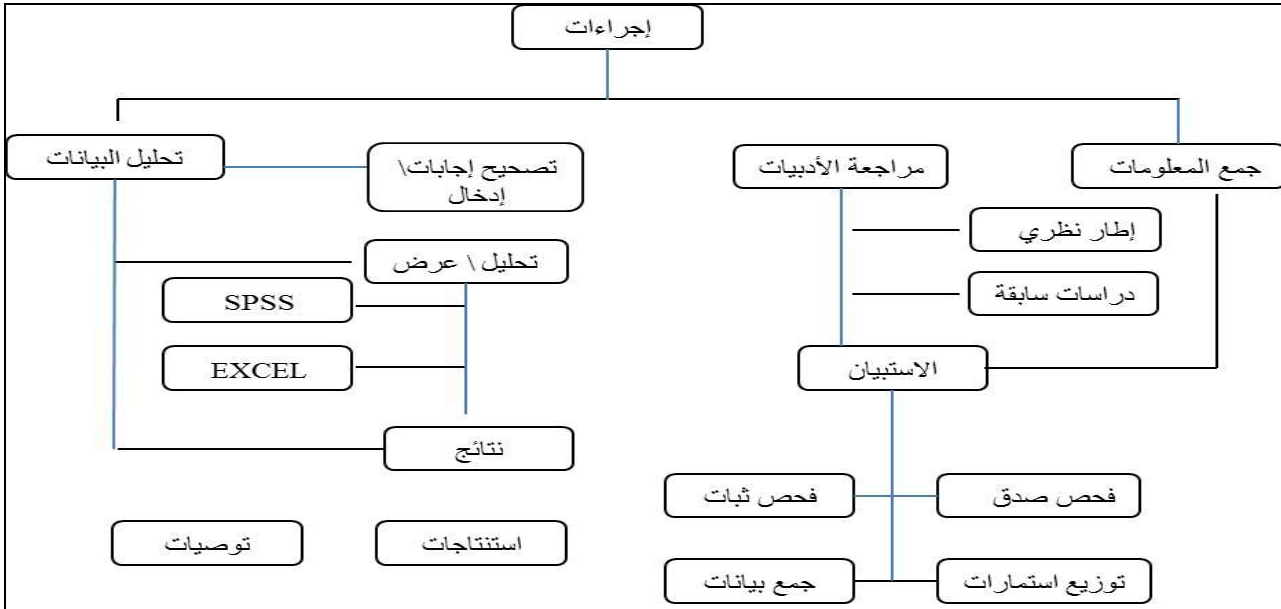 إجراءات
جمع المعلومات
مراجعة الأدبيات
تصحيح إجابات\
إدخال
تحليل البيانات
إطار نظري
تحليل \ عرض
دراسات سابقة
SPSS
الاستبيان
EXCEL
نتائج
فحص صدق
فحص ثبات
استنتاجات
توصيات
توزيع استمارات
جمع بيانات